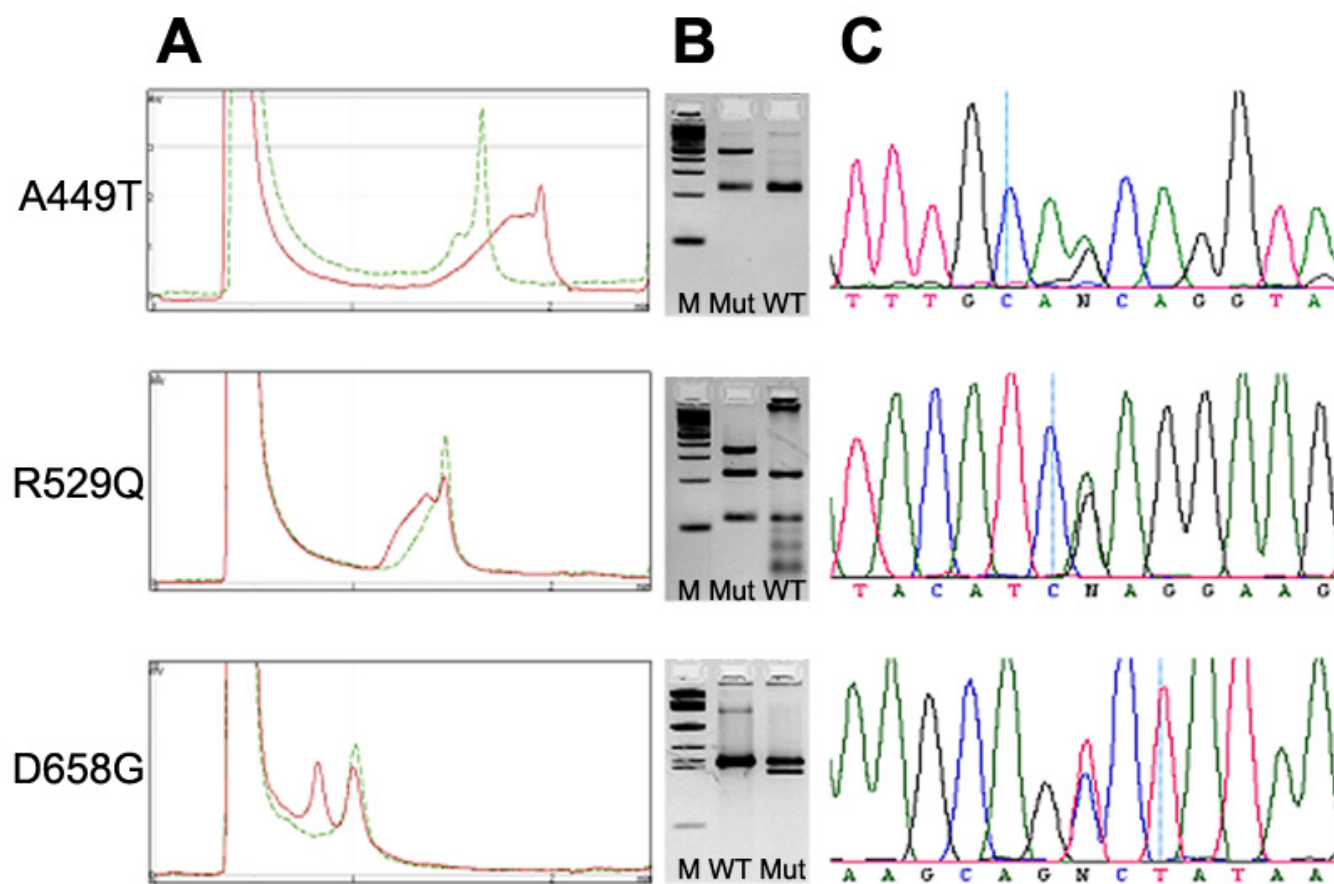 A B C
A449T
M Mut WT
T T T G C A N C A G G T A
R529Q
M Mut WT
T A C A T C N A G G A A G
D658G
M WT Mut
A A G C A G N C T A T A A